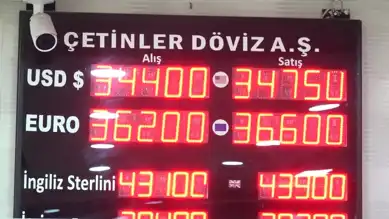 ÇETİNLER DÖVİZ A.Ş.
Alış Satış
USD $ 34400 34750
EURO 36200 36600
İngiliz Sterlini 43100 43900